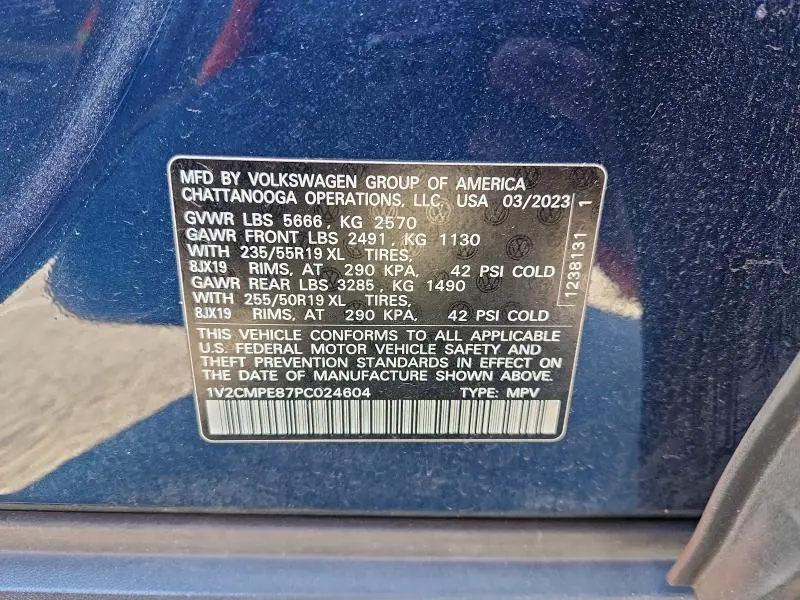 MFD BY VOLKSWAGEN GROUP OF AMERICA
CHATTANOOGA OPERATIONS, LLC, USA 03/2023
GVWR LBS 5666, KG 2570
GAWR FRONT LBS 2491, KG 1130
WITH 235/55R19 XL TIRES,
8JX19 RIMS, AT 290 KPA, 42 PSI COLD
GAWR REAR LBS 3285, KG 1490
WITH 255/50R19 XL TIRES,
8JX19 RIMS, AT 290 KPA, 42 PSI COLD
1238131 1
THIS VEHICLE CONFORMS TO ALL APPLICABLE
U.S. FEDERAL MOTOR VEHICLE SAFETY AND
THEFT PREVENTION STANDARDS IN EFFECT ON
THE DATE OF MANUFACTURE SHOWN ABOVE.
1V2CMPE87PC024604 TYPE: MPV